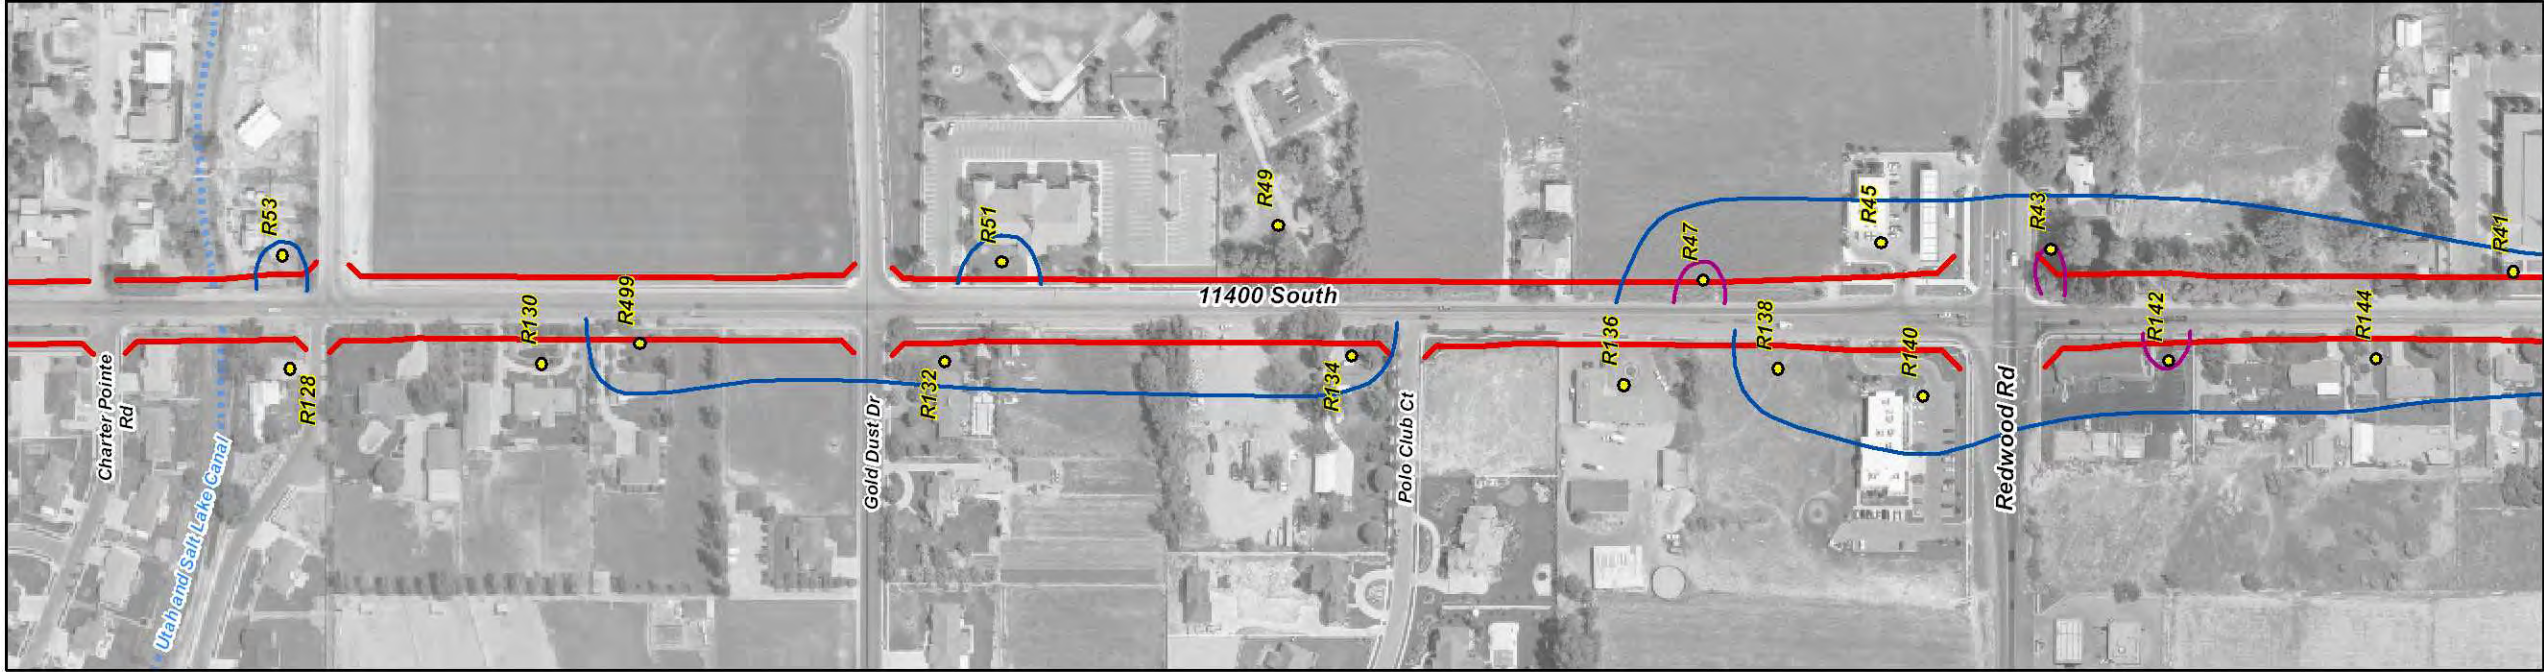 R53
R51
R49
R47
R45
R43
R41
11400 South
R128
R130
R499
R132
R134
R136
R138
R140
R142
R144
Charter Pointe
Rd
Utah and Salt Lake Canal
Gold Dust Dr
Polo Club Ct
Redwood Rd